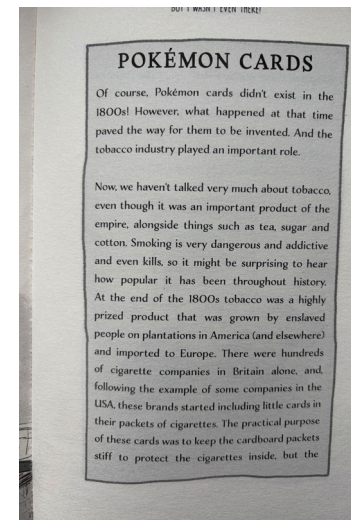 BUT I WASN'T EVEN THERE!
POKÉMON CARDS
Of course, Pokémon cards didn't exist in the
1800s! However, what happened at that time
paved the way for them to be invented. And the
tobacco industry played an important role.
Now, we haven't talked very much about tobacco,
even though it was an important product of the
empire, alongside things such as tea, sugar and
cotton. Smoking is very dangerous and addictive
and even kills, so it might be surprising to hear
how popular it has been throughout history.
At the end of the 1800s tobacco was a highly
prized product that was grown by enslaved
people on plantations in America (and elsewhere)
and imported to Europe. There were hundreds
of cigarette companies in Britain alone, and,
following the example of some companies in the
USA, these brands started including little cards in
their packets of cigarettes. The practical purpose
of these cards was to keep the cardboard packets
stiff to protect the cigarettes inside, but the